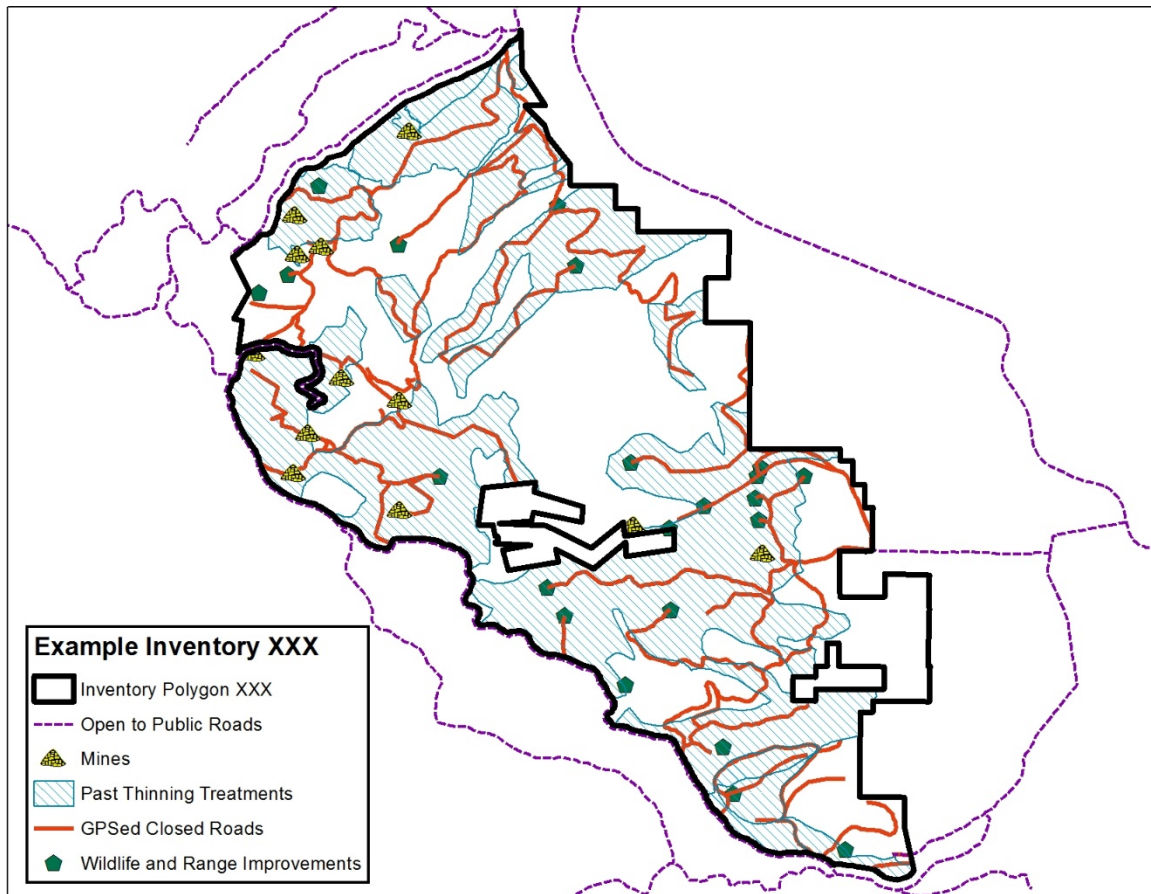 Example Inventory XXX
Inventory Polygon XXX
Open to Public Roads
Mines
Past Thinning Treatments
GPSed Closed Roads
Wildlife and Range Improvements